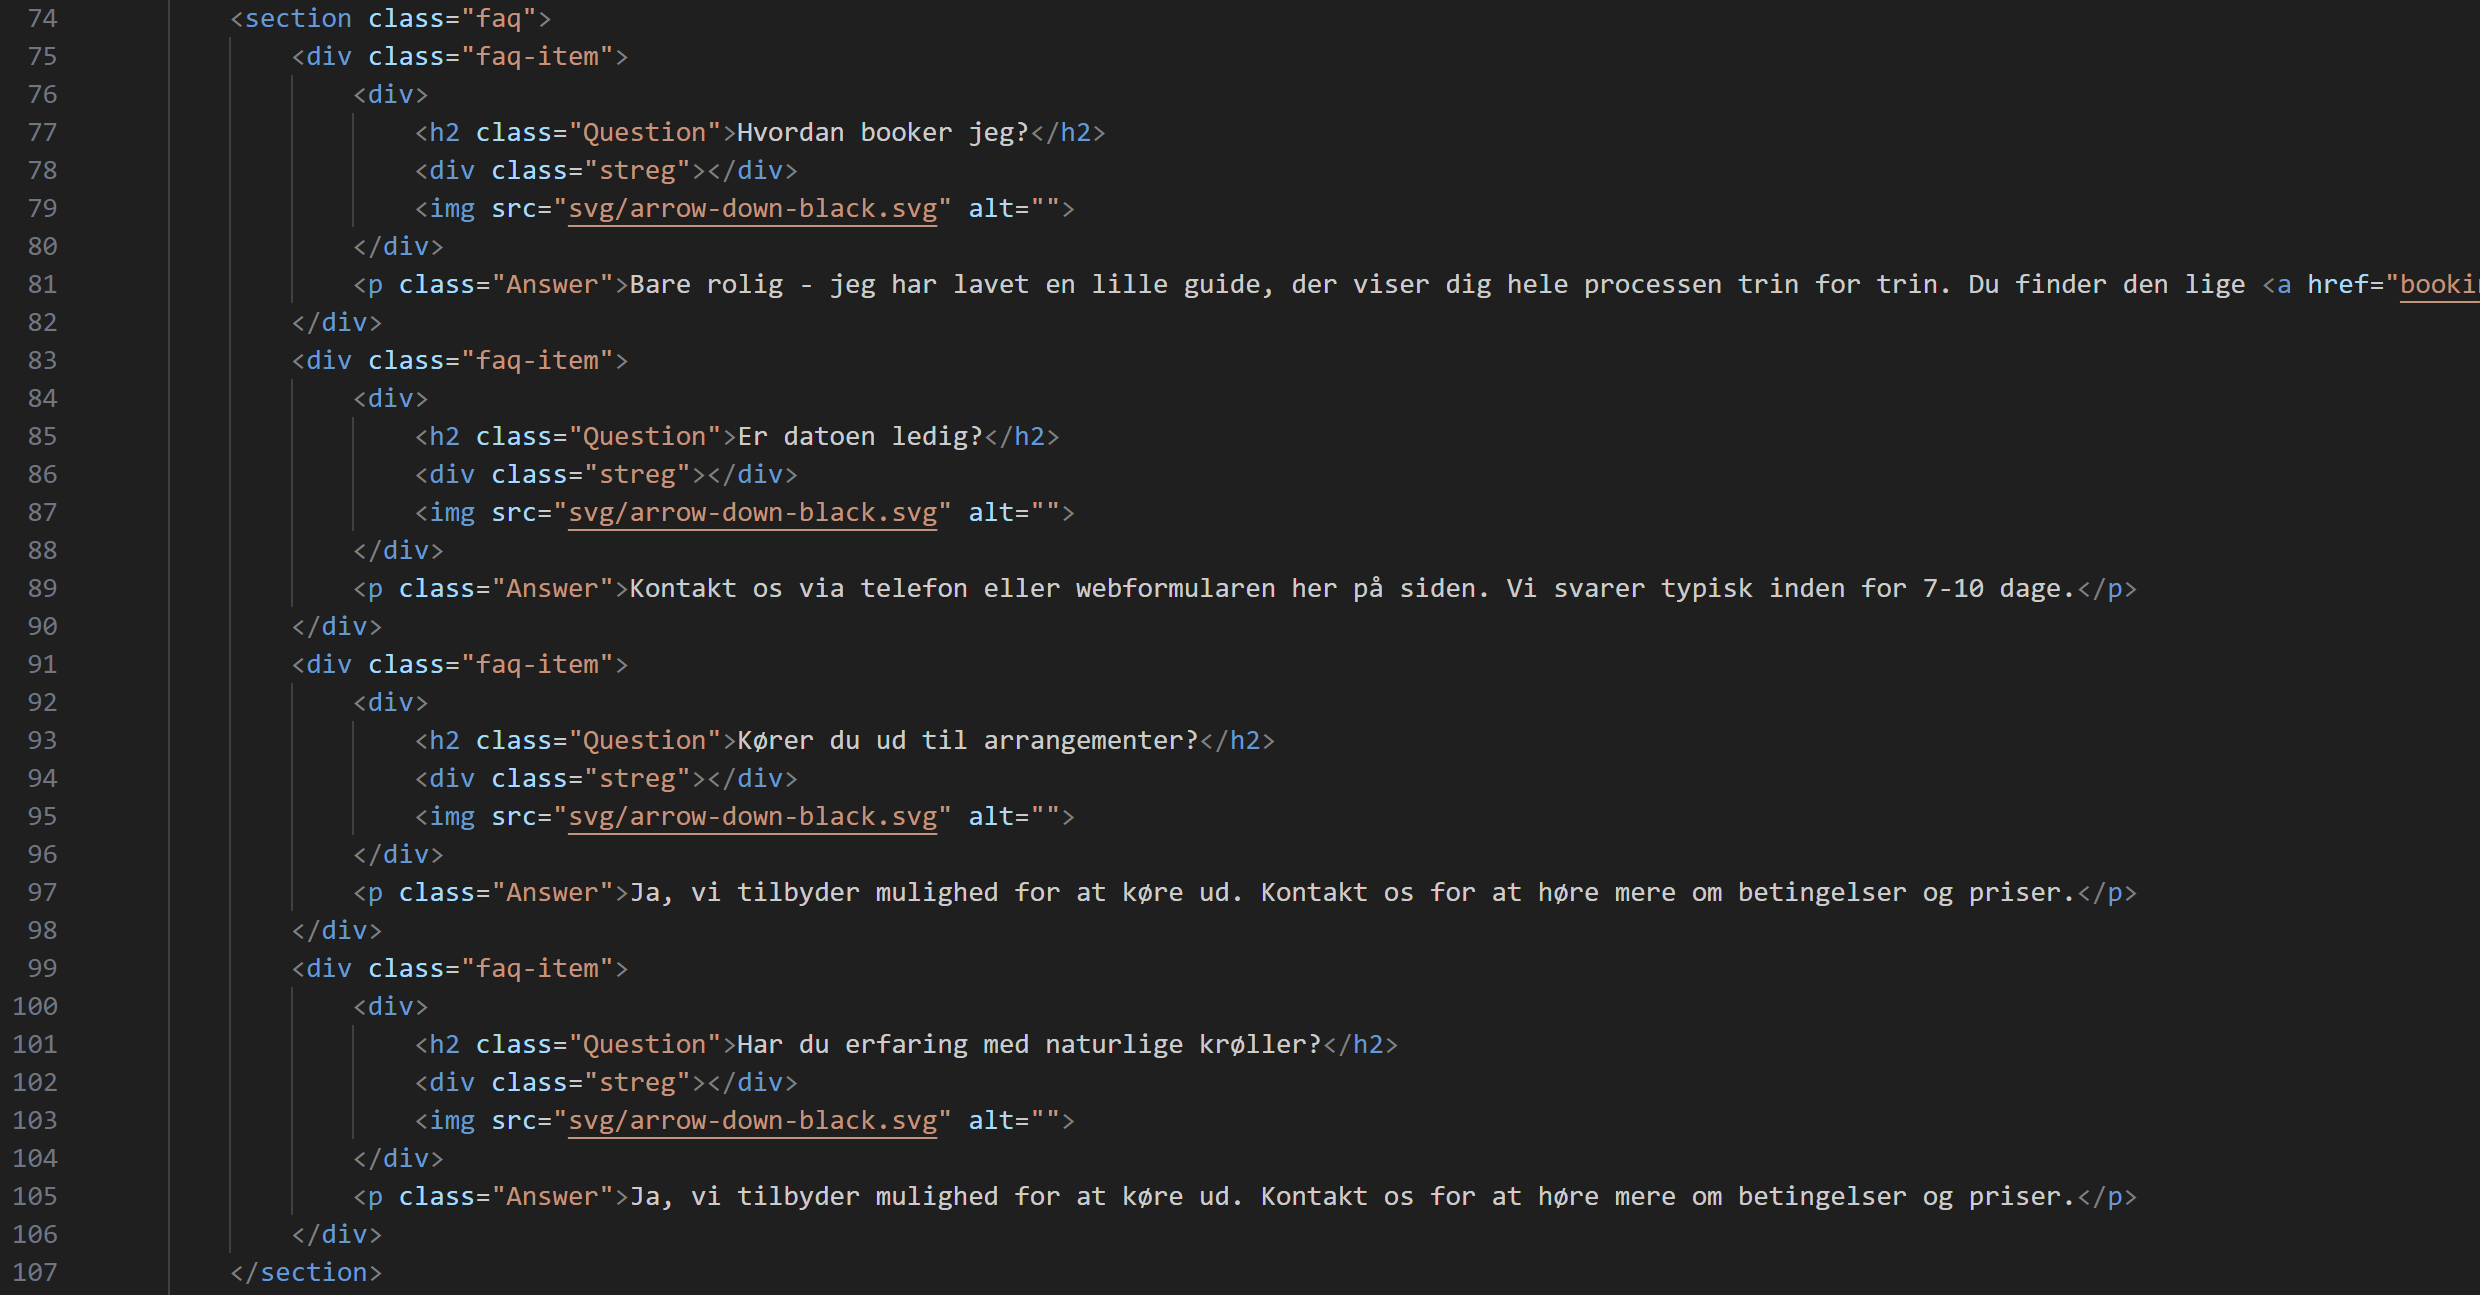 74 <section class="faq">
75 <div class="faq-item">
76 <div>
77 <h2 class="Question">Hvordan booker jeg?</h2>
78 <div class="streg"></div>
79 <img src="svg/arrow-down-black.svg" alt="">
80 </div>
81 <p class="Answer">Bare rolig - jeg har lavet en lille guide, der viser dig hele processen trin for trin. Du finder den lige <a href="
82 </div>
83 <div class="faq-item">
84 <div>
85 <h2 class="Question">Er datoen ledig?</h2>
86 <div class="streg"></div>
87 <img src="svg/arrow-down-black.svg" alt="">
88 </div>
89 <p class="Answer">Kontakt os via telefon eller webformularen her på siden. Vi svarer typisk inden for 7-10 dage.</p>
90 </div>
91 <div class="faq-item">
92 <div>
93 <h2 class="Question">Kører du ud til arrangementer?</h2>
94 <div class="streg"></div>
95 <img src="svg/arrow-down-black.svg" alt="">
96 </div>
97 <p class="Answer">Ja, vi tilbyder mulighed for at køre ud. Kontakt os for at høre mere om betingelser og priser.</p>
98 </div>
99 <div class="faq-item">
100 <div>
101 <h2 class="Question">Har du erfaring med naturlige krøller?</h2>
102 <div class="streg"></div>
103 <img src="svg/arrow-down-black.svg" alt="">
104 </div>
105 <p class="Answer">Ja, vi tilbyder mulighed for at køre ud. Kontakt os for at høre mere om betingelser og priser.</p>
106 </div>
107 </section>